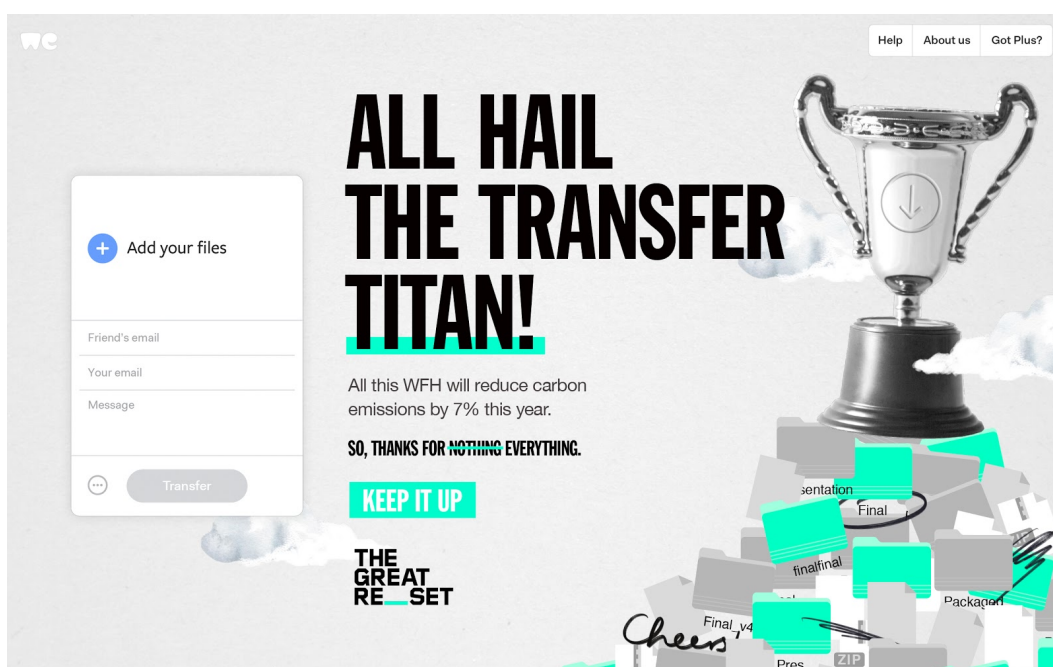 we
Help
About us
Got Plus?
ALL HAIL
THE TRANSFER
TITAN!
Add your files
Friend's email
Your email
Message
Transfer
All this WFH will reduce carbon
emissions by 7% this year.
SO, THANKS FOR NOTHING EVERYTHING.
KEEP IT UP
THE
GREAT
RE__SET
sentation
Final
finalfinal
Packaged
Final_v4
Cheers
Pres
ZIP